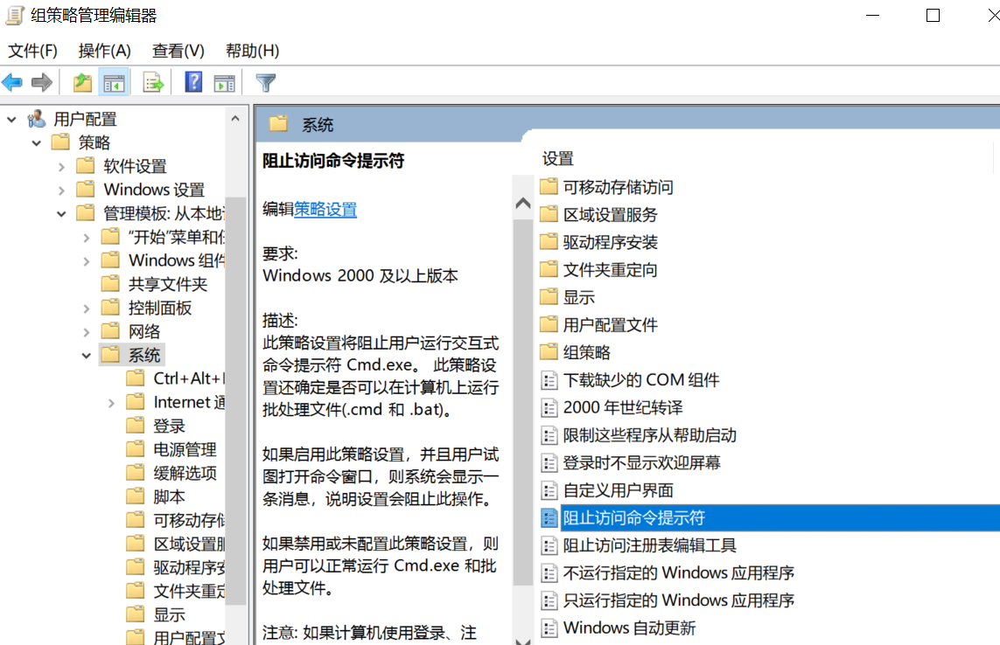 组策略管理编辑器
文件(F) 操作(A) 查看(V) 帮助(H)
用户配置
策略
软件设置
Windows 设置
管理模板: 从本地
“开始”菜单和
Windows 组件
共享文件夹
控制面板
网络
系统
Ctrl+Alt+
Internet 通
登录
电源管理
缓解选项
脚本
可移动存储
区域设置服
驱动程序安
文件夹重定
显示
用户配置文
系统
阻止访问命令提示符
编辑策略设置
要求:
Windows 2000 及以上版本
描述:
此策略设置将阻止用户运行交互式
命令提示符 Cmd.exe。 此策略设
置还确定是否可以在计算机上运行
批处理文件(.cmd 和 .bat)。
如果启用此策略设置，并且用户试
图打开命令窗口，则系统会显示一
条消息，说明设置会阻止此操作。
如果禁用或未配置此策略设置，则
用户可以正常运行 Cmd.exe 和批
处理文件。
注意: 如果计算机使用登录、注
设置
可移动存储访问
区域设置服务
驱动程序安装
文件夹重定向
显示
用户配置文件
组策略
下载缺少的 COM 组件
2000 年世纪转译
限制这些程序从帮助启动
登录时不显示欢迎屏幕
自定义用户界面
阻止访问命令提示符
阻止访问注册表编辑工具
不运行指定的 Windows 应用程序
只运行指定的 Windows 应用程序
Windows 自动更新